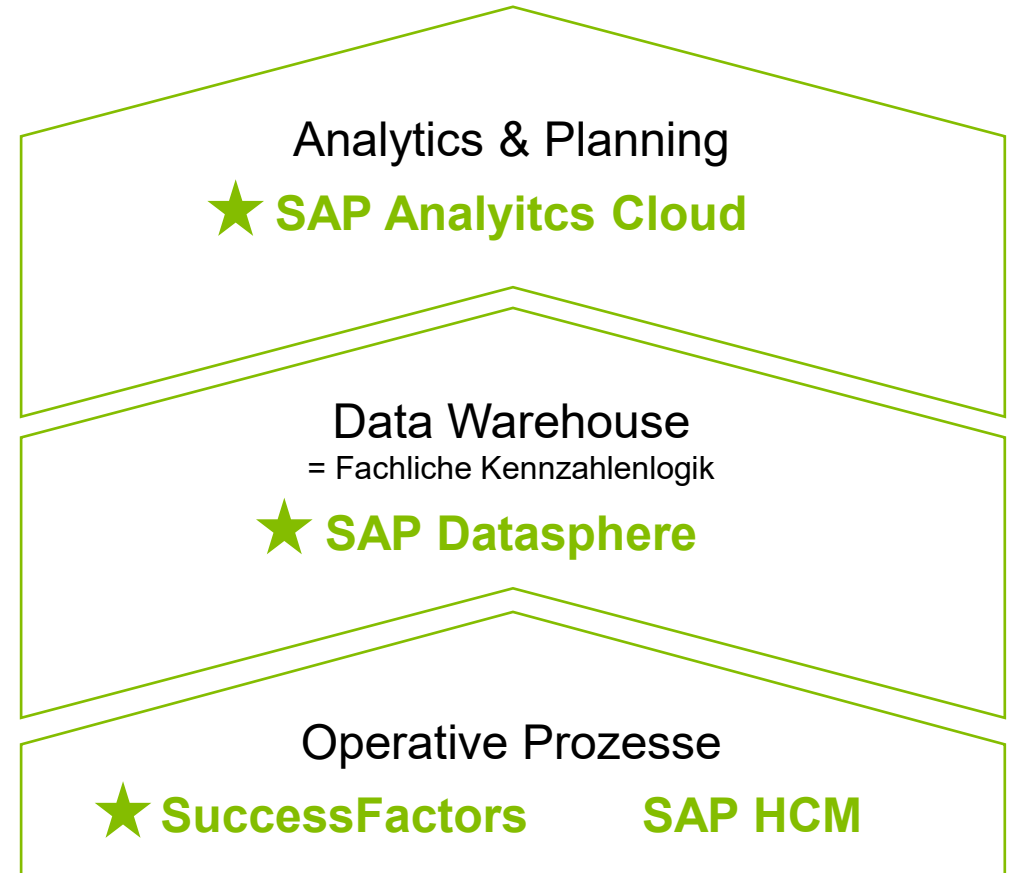 Analytics & Planning
★ SAP Analyitcs Cloud
Data Warehouse
= Fachliche Kennzahlenlogik
★ SAP Datasphere
Operative Prozesse
★ SuccessFactors SAP HCM